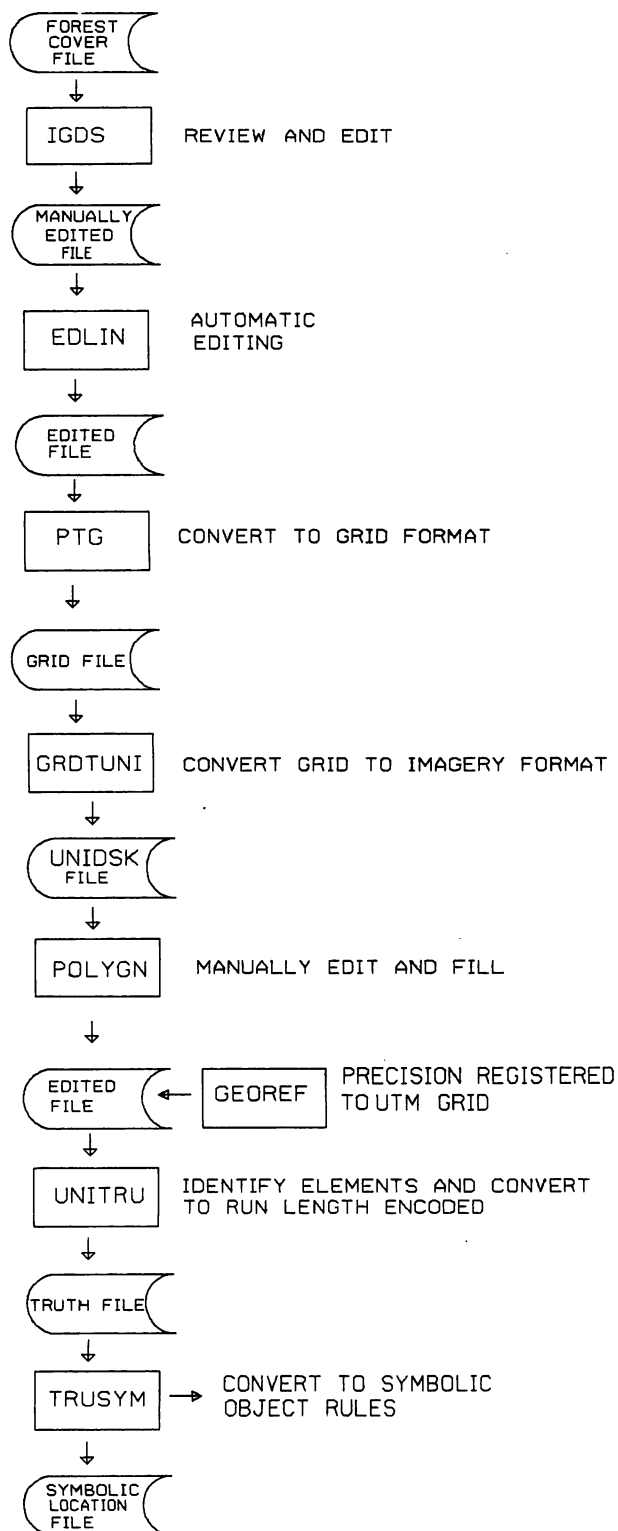 FOREST
COVER
FILE
IGDS
REVIEW AND EDIT
MANUALLY
EDITED
FILE
EDLIN
AUTOMATIC
EDITING
EDITED
FILE
PTG
CONVERT TO GRID FORMAT
GRID FILE
GRDTUNI
CONVERT GRID TO IMAGERY FORMAT
UNIDSK
FILE
POLYGN
MANUALLY EDIT AND FILL
EDITED
FILE
GEOREF
PRECISION REGISTERED
TO UTM GRID
UNITRU
IDENTIFY ELEMENTS AND CONVERT
TO RUN LENGTH ENCODED
TRUTH FILE
TRUSYM
CONVERT TO SYMBOLIC
OBJECT RULES
SYMBOLIC
LOCATION
FILE